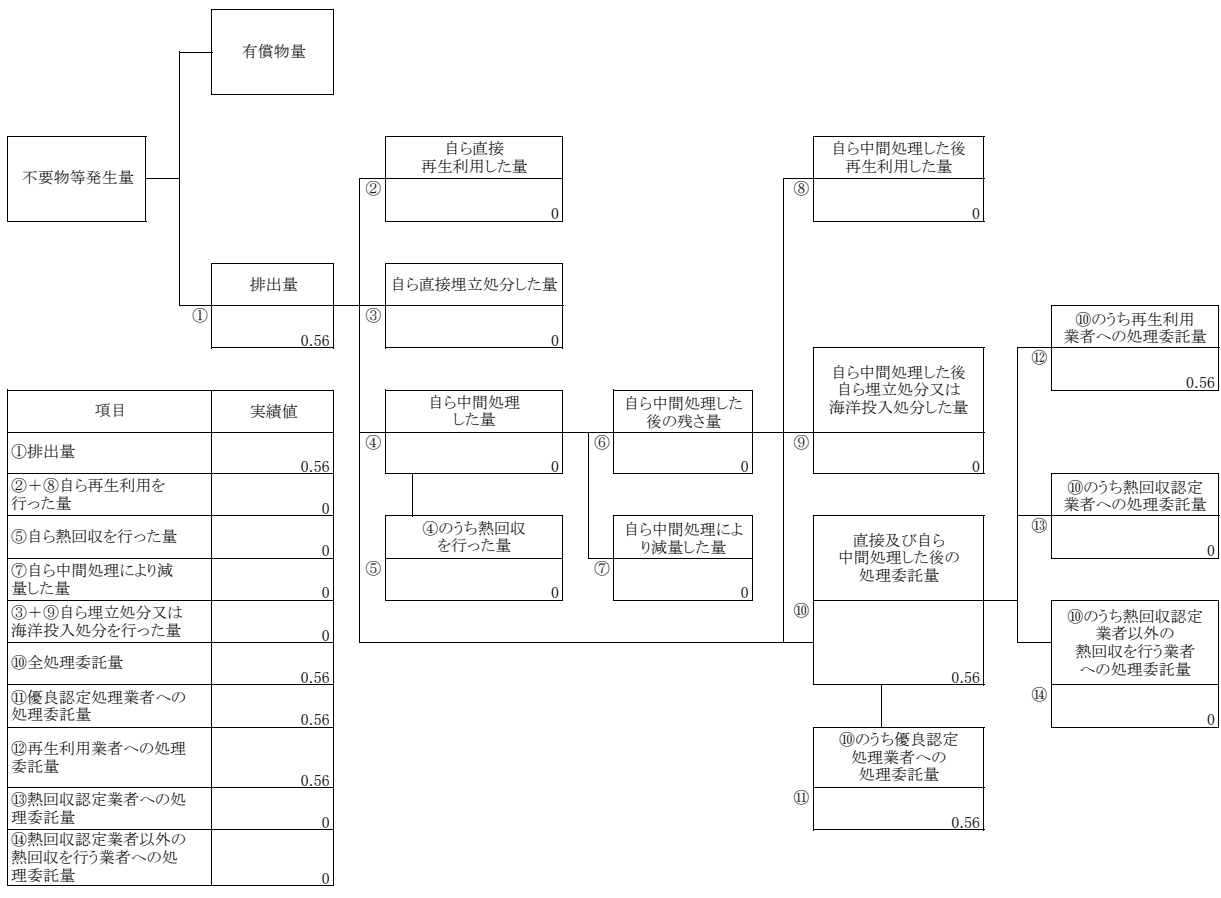 有償物量
不要物等発生量
排出量
①
0.56
自ら直接
再生利用した量
②
0
自ら直接埋立処分した量
③
0
自ら中間処理
した量
④
0
④のうち熱回収
を行った量
⑤
0
自ら中間処理した
後の残さ量
⑥
0
自ら中間処理によ
り減量した量
⑦
0
自ら中間処理した後
再生利用した量
⑧
0
自ら中間処理した後
自ら埋立処分又は
海洋投入処分した量
⑨
0
直接及び自ら
中間処理した後の
処理委託量
⑩
0.56
⑩のうち優良認定
処理業者への
処理委託量
⑪
0.56
⑩のうち再生利用
業者への処理委託量
⑫
0.56
⑩のうち熱回収認定
業者への処理委託量
⑬
0
⑩のうち熱回収認定
業者以外の
熱回収を行う業者
への処理委託量
⑭
0
項目 実績値
①排出量
0.56
②+⑧自ら再生利用を
行った量
0
⑤自ら熱回収を行った量
0
⑦自ら中間処理により減
量した量
0
③+⑨自ら埋立処分又は
海洋投入処分を行った量
0
⑩全処理委託量
0.56
⑪優良認定処理業者への
処理委託量
0.56
⑫再生利用業者への処理
委託量
0.56
⑬熱回収認定業者への処
理委託量
0
⑭熱回収認定業者以外の
熱回収を行う業者への処
理委託量
0